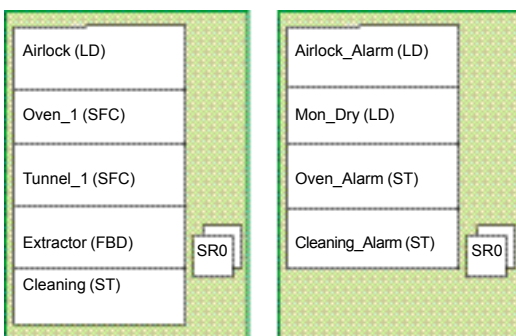 Airlock (LD)
Oven_1 (SFC)
Tunnel_1 (SFC)
Extractor (FBD)
SR0
Cleaning (ST)
Airlock_Alarm (LD)
Mon_Dry (LD)
Oven_Alarm (ST)
Cleaning_Alarm (ST)
SR0